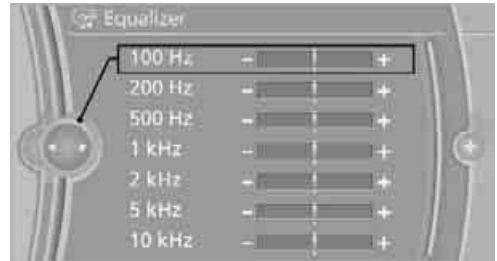 Equalizer
100 Hz - +
200 Hz - +
500 Hz - +
1 kHz - +
2 kHz - +
5 kHz - +
10 kHz - +